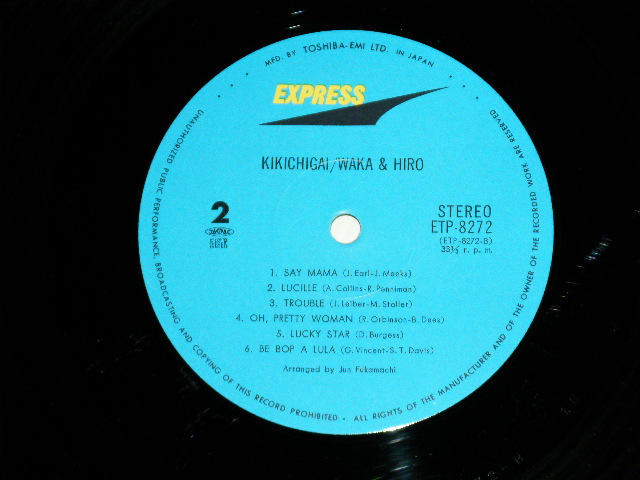 MFD. BY TOSHIBA-EMI LTD. IN JAPAN
EXPRESS
KIKICHIGAI/WAKA & HIRO
2
STEREO
ETP-8272
(ETP-8272-B)
33⅓ r. p. m.
1. SAY MAMA (J. Earl-J. Meeks)
2. LUCILLE (A. Collins-R. Penniman)
3. TROUBLE (J. Leiber-M. Stoller)
4. OH, PRETTY WOMAN (R. Orbinson-B. Dees)
5. LUCKY STAR (D. Burgess)
6. BE BOP A LULA (G. Vincent-S. T. Davis)
Arranged by Jun Fukamachi
UNAUTHORIZED PUBLIC PERFORMANCE, BROADCASTING AND COPYING OF THIS RECORD PROHIBITED · ALL RIGHTS OF THE MANUFACTURER AND OF THE OWNER OF THE RECORDED WORK ARE RESERVED